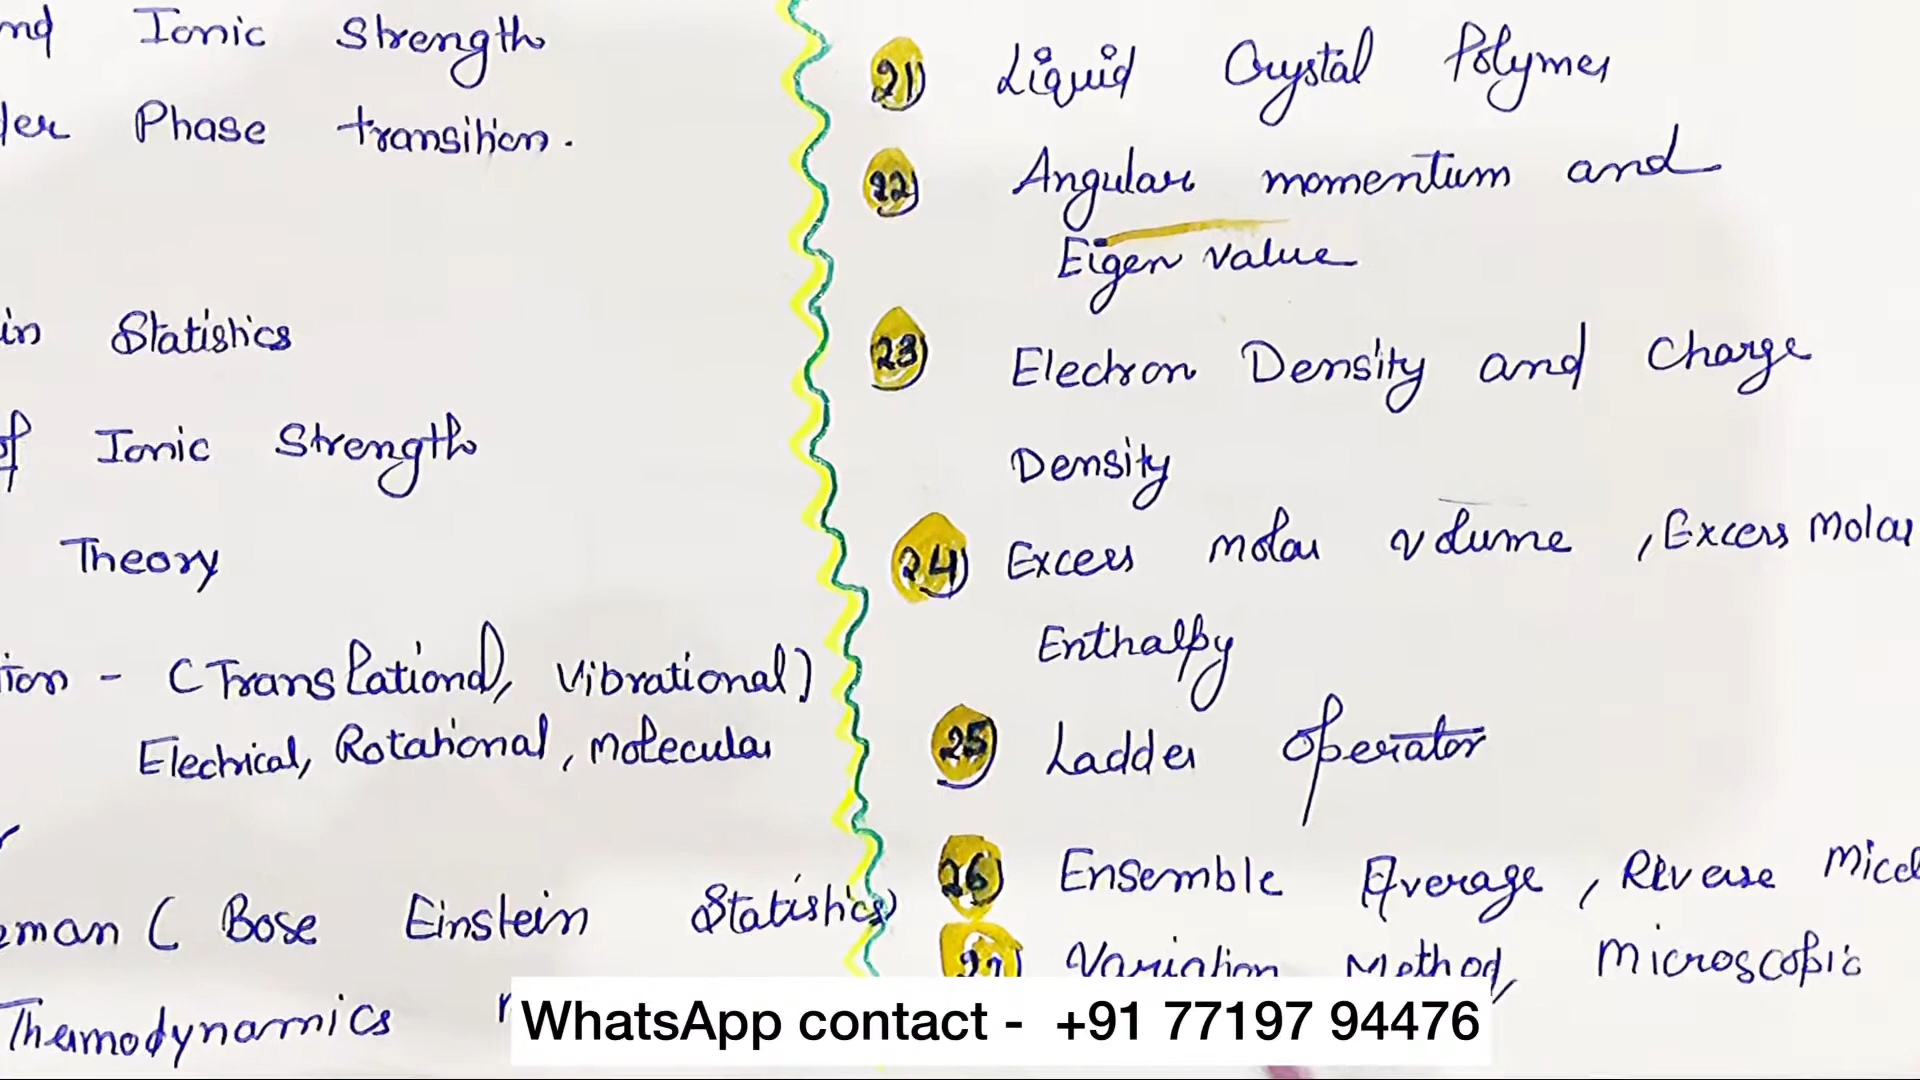 Ionic Strength
Phase transition.
Statistics
of Ionic Strength
Theory
- (Translational, Vibrational)
Electrical, Rotational, Molecular
( Bose Einstein Statistics)
Thermodynamics
21) Liquid Crystal Polymer
22) Angular momentum and
Eigen value
23) Electron Density and Charge
Density
24) Excess molar volume , Excess Molar
Enthalpy
25) Ladder Operator
26) Ensemble Average , Reverse
27) Variation Method, Microscopic
WhatsApp contact - +91 77197 94476